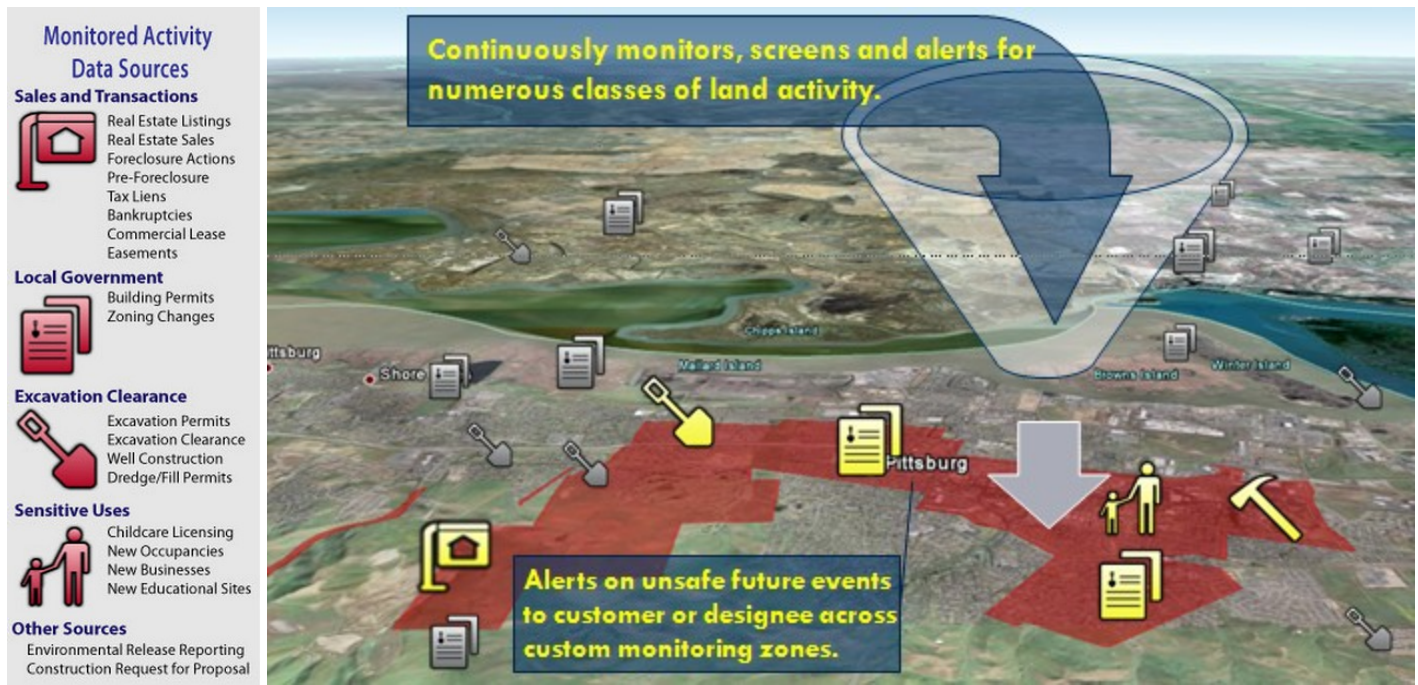 Monitored Activity
Data Sources
Sales and Transactions
Real Estate Listings
Real Estate Sales
Foreclosure Actions
Pre-Foreclosure
Tax Liens
Bankruptcies
Commercial Lease
Easements
Local Government
Building Permits
Zoning Changes
Excavation Clearance
Excavation Permits
Excavation Clearance
Well Construction
Dredge/Fill Permits
Sensitive Uses
Childcare Licensing
New Occupancies
New Businesses
New Educational Sites
Other Sources
Environmental Release Reporting
Construction Request for Proposal
Continuously monitors, screens and alerts for
numerous classes of land activity.
Chipps Island
ittsburg
Shore
Mallard Island
Browns Island
Winter Island
Pittsburg
Alerts on unsafe future events
to customer or designee across
custom monitoring zones.